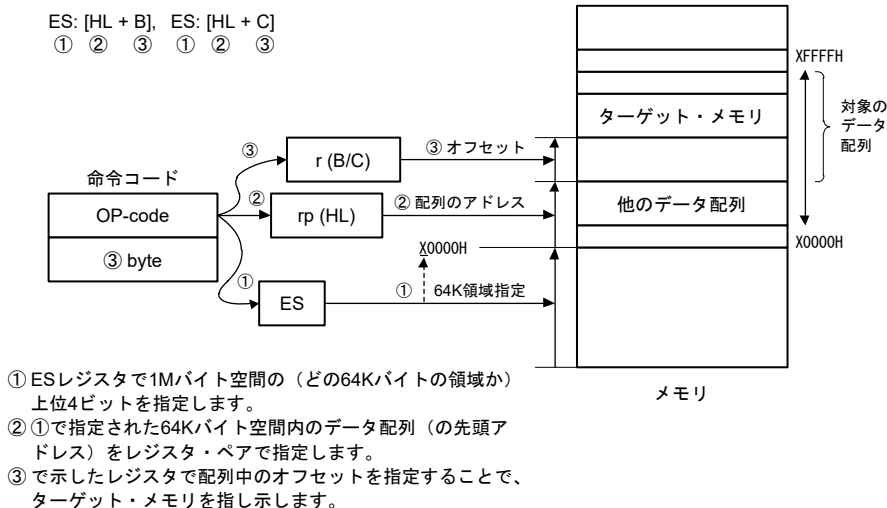 ES: [HL + B], ES: [HL + C]
① ② ③ ① ② ③
XFFFFH
ターゲット・メモリ
対象の
データ
配列
③
r (B/C)
③ オフセット
命令コード
OP-code
②
rp (HL)
② 配列のアドレス
他のデータ配列
③ byte
X0000H
X0000H
①
ES
① 64K領域指定
メモリ
① ESレジスタで1Mバイト空間の（どの64Kバイトの領域か）
上位4ビットを指定します。
② ①で指定された64Kバイト空間内のデータ配列（の先頭ア
ドレス）をレジスタ・ペアで指定します。
③ で示したレジスタで配列中のオフセットを指定することで、
ターゲット・メモリを指し示します。